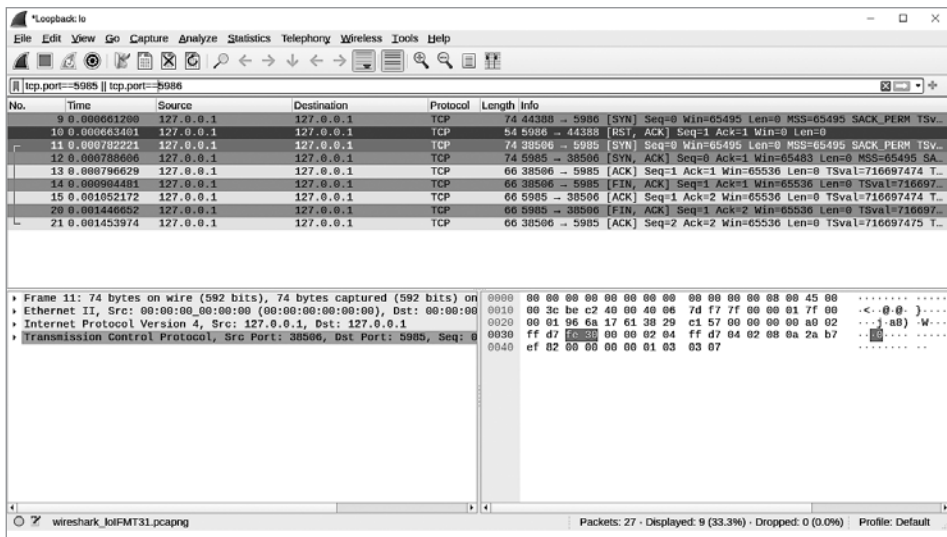 *Loopback: lo
File Edit View Go Capture Analyze Statistics Telephony Wireless Tools Help
tcp.port==5985 || tcp.port==5986
No. Time Source Destination Protocol Length Info
9 0.000661200 127.0.0.1 127.0.0.1 TCP 74 44388 → 5986 [SYN] Seq=0 Win=65495 Len=0 MSS=65495 SACK_PERM TSv…
10 0.000663401 127.0.0.1 127.0.0.1 TCP 54 5986 → 44388 [RST, ACK] Seq=1 Ack=1 Win=0 Len=0
11 0.000782221 127.0.0.1 127.0.0.1 TCP 74 38506 → 5985 [SYN] Seq=0 Win=65495 Len=0 MSS=65495 SACK_PERM TSv…
12 0.000788606 127.0.0.1 127.0.0.1 TCP 74 5985 → 38506 [SYN, ACK] Seq=0 Ack=1 Win=65483 Len=0 MSS=65495 SA…
13 0.000796629 127.0.0.1 127.0.0.1 TCP 66 38506 → 5985 [ACK] Seq=1 Ack=1 Win=65536 Len=0 TSval=716697474 T…
14 0.000904481 127.0.0.1 127.0.0.1 TCP 66 38506 → 5985 [FIN, ACK] Seq=1 Ack=1 Win=65536 Len=0 TSval=716697…
15 0.001052172 127.0.0.1 127.0.0.1 TCP 66 5985 → 38506 [ACK] Seq=1 Ack=2 Win=65536 Len=0 TSval=716697474 T…
20 0.001446652 127.0.0.1 127.0.0.1 TCP 66 5985 → 38506 [FIN, ACK] Seq=1 Ack=2 Win=65536 Len=0 TSval=716697…
21 0.001453974 127.0.0.1 127.0.0.1 TCP 66 38506 → 5985 [ACK] Seq=2 Ack=2 Win=65536 Len=0 TSval=716697475 T…
Frame 11: 74 bytes on wire (592 bits), 74 bytes captured (592 bits) on
Ethernet II, Src: 00:00:00_00:00:00 (00:00:00:00:00:00), Dst: 00:00:00
Internet Protocol Version 4, Src: 127.0.0.1, Dst: 127.0.0.1
Transmission Control Protocol, Src Port: 38506, Dst Port: 5985, Seq: 0
0000 00 00 00 00 00 00 00 00 00 00 00 00 08 00 45 00 ········ ······E·
0010 00 3c be c2 40 00 40 06 7d f7 7f 00 00 01 7f 00 ·<··@·@· }·······
0020 00 01 96 6a 17 61 38 29 c1 57 00 00 00 00 a0 02 ···j·a8) ·W······
0030 ff d7 fe 30 00 00 02 04 ff d7 04 02 08 0a 2a b7
0040 ef 82 00 00 00 00 01 03 03 07 ········ ··
wireshark_loIFMT31.pcapng
Packets: 27 · Displayed: 9 (33.3%) · Dropped: 0 (0.0%) Profile: Default